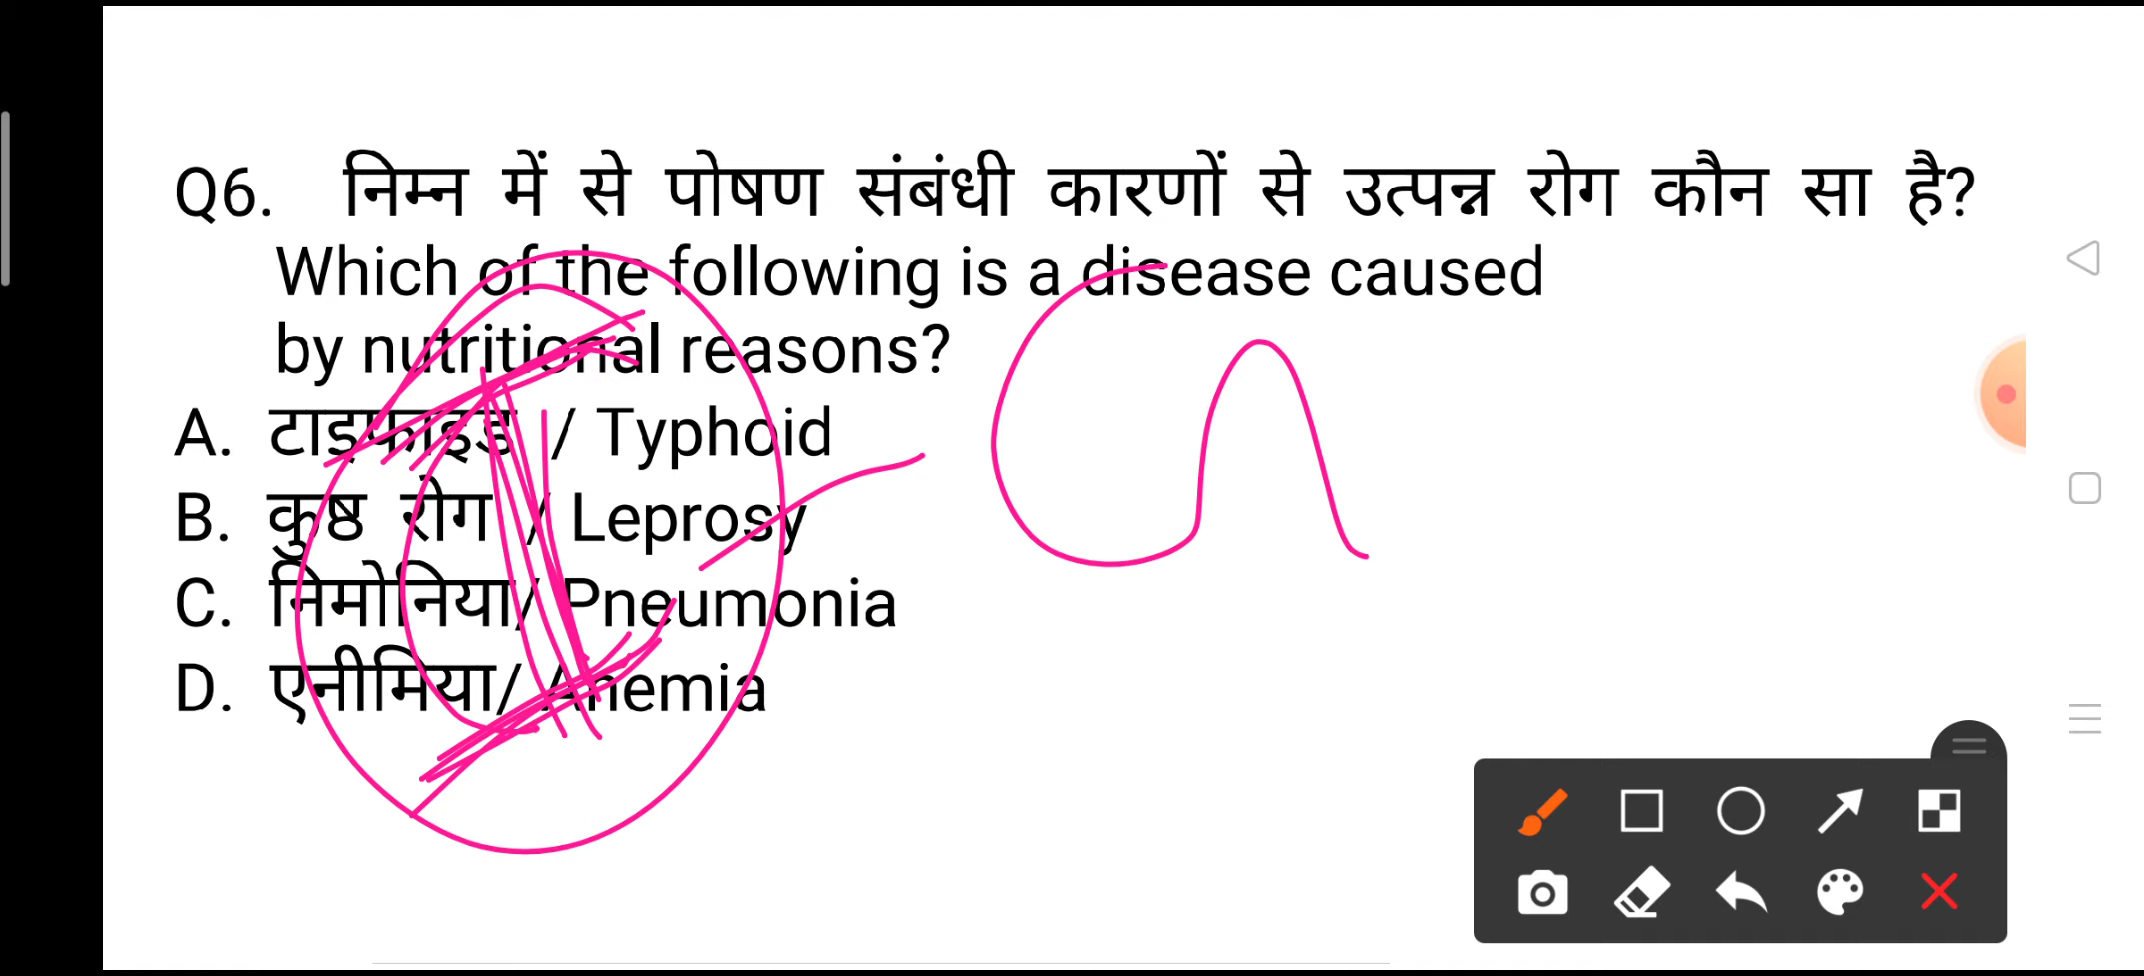 Q6. निम्न में से पोषण संबंधी कारणों से उत्पन्न रोग कौन सा है?
Which of the following is a disease caused
by nutritional reasons?
A. टाइफाइड / Typhoid
B. कुष्ठ रोग / Leprosy
C. निमोनिया/ Pneumonia
D. एनीमिया/ Anemia